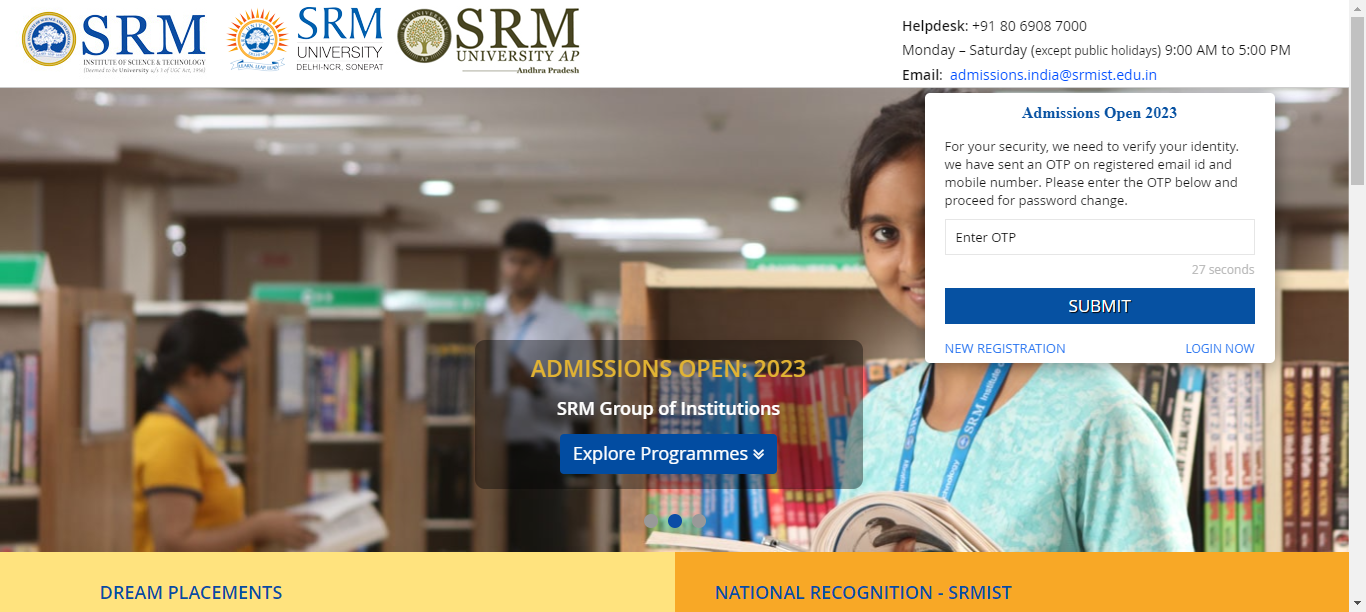 SRM
INSTITUTE OF SCIENCE & TECHNOLOGY
(Deemed to be University u/s 3 of UGC Act, 1956)
SRM
UNIVERSITY
DELHI-NCR, SONEPAT
LEARN, LEAP, LEAD
SRM
UNIVERSITY AP
Andhra Pradesh
Helpdesk: +91 80 6908 7000
Monday – Saturday (except public holidays) 9:00 AM to 5:00 PM
Email: admissions.india@srmist.edu.in
Admissions Open 2023
For your security, we need to verify your identity.
we have sent an OTP on registered email id and
mobile number. Please enter the OTP below and
proceed for password change.
Enter OTP
27 seconds
SUBMIT
NEW REGISTRATION
LOGIN NOW
ADMISSIONS OPEN: 2023
SRM Group of Institutions
Explore Programmes
SRM Institute of
DREAM PLACEMENTS
NATIONAL RECOGNITION - SRMIST